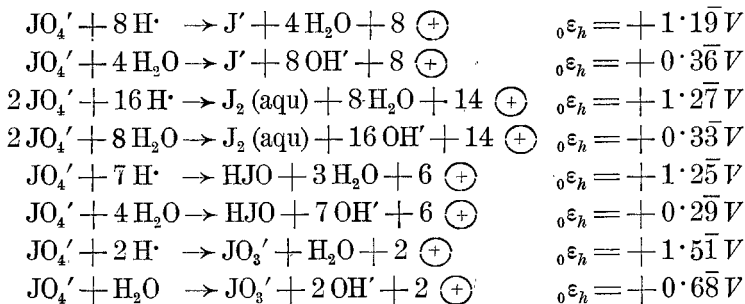 JO₄′ + 8 H· → J′ + 4 H₂O + 8 ⊕ ₀ε_h = + 1·19̅ V
JO₄′ + 4 H₂O → J′ + 8 OH′ + 8 ⊕ ₀ε_h = + 0·36̅ V
2 JO₄′ + 16 H· → J₂ (aqu) + 8 H₂O + 14 ⊕ ₀ε_h = + 1·27̅ V
2 JO₄′ + 8 H₂O → J₂ (aqu) + 16 OH′ + 14 ⊕ ₀ε_h = + 0·33̅ V
JO₄′ + 7 H· → HJO + 3 H₂O + 6 ⊕ ₀ε_h = + 1·25̅ V
JO₄′ + 4 H₂O → HJO + 7 OH′ + 6 ⊕ ₀ε_h = + 0·29̅ V
JO₄′ + 2 H· → JO₃′ + H₂O + 2 ⊕ ₀ε_h = + 1·51̅ V
JO₄′ + H₂O → JO₃′ + 2 OH′ + 2 ⊕ ₀ε_h = + 0·68̅ V